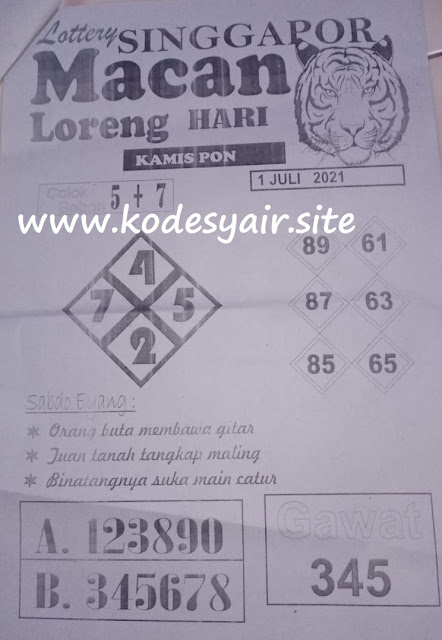 Lottery SINGGAPOR
Macan
Loreng HARI
KAMIS PON
1 JULI 2021
Colok
5 + 7
www.kodesyair.site
4
7 5
2
89 61
87 63
85 65
Sabdo Eyang :
* Orang buta membawa gitar
* Tuan tanah tangkap maling
* Binatangnya suka main catur
A. 123890
B. 345678
Gawat
345